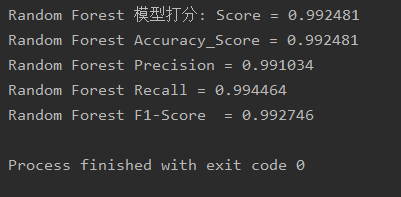 Random Forest 模型打分: Score = 0.992481
Random Forest Accuracy_Score = 0.992481
Random Forest Precision = 0.991034
Random Forest Recall = 0.994464
Random Forest F1-Score  = 0.992746
Process finished with exit code 0